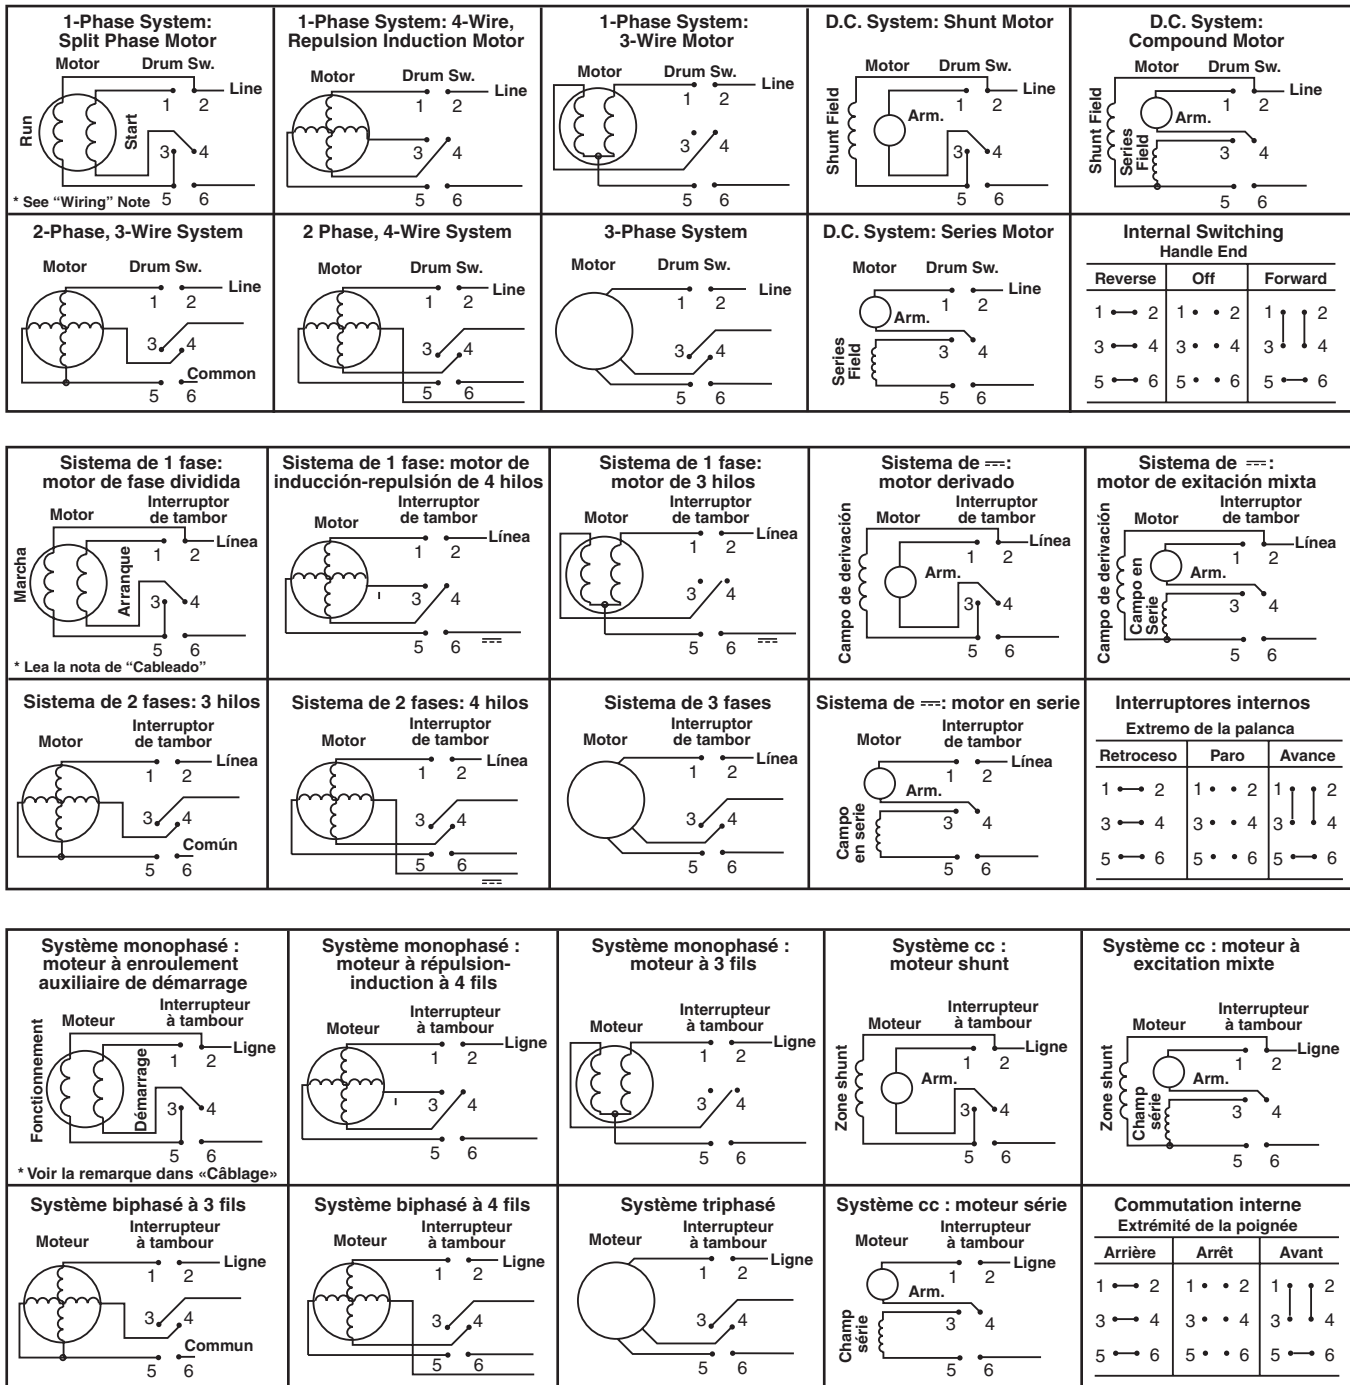 1-Phase System:
Split Phase Motor
Motor Drum Sw.
Line
1 2
Run
Start
3 4
5 6
* See “Wiring” Note
1-Phase System: 4-Wire,
Repulsion Induction Motor
Motor Drum Sw.
Line
1 2
3 4
5 6
1-Phase System:
3-Wire Motor
Motor Drum Sw.
Line
1 2
3 4
5 6
D.C. System: Shunt Motor
Motor Drum Sw.
Line
1 2
Shunt Field
Arm.
3 4
5 6
D.C. System:
Compound Motor
Motor Drum Sw.
Line
1 2
Shunt Field
Series
Field
Arm.
3 4
5 6
2-Phase, 3-Wire System
Motor Drum Sw.
Line
1 2
3 4
Common
5 6
2 Phase, 4-Wire System
Motor Drum Sw.
Line
1 2
3 4
5 6
3-Phase System
Motor Drum Sw.
Line
1 2
3 4
5 6
D.C. System: Series Motor
Motor Drum Sw.
Line
1 2
Arm.
Series
Field
3 4
5 6
Internal Switching
Handle End
Reverse Off Forward
1 2 1 2 1 2
3 4 3 4 3 4
5 6 5 6 5 6
Sistema de 1 fase:
motor de fase dividida
Interruptor
Motor de tambor
Línea
1 2
Marcha
Arranque
3 4
5 6
* Lea la nota de “Cableado”
Sistema de 1 fase: motor de
inducción-repulsión de 4 hilos
Interruptor
Motor de tambor
Línea
1 2
3 4
5 6
Sistema de 1 fase:
motor de 3 hilos
Interruptor
Motor de tambor
Línea
1 2
3 4
5 6
Sistema de ⎓:
motor derivado
Interruptor
Motor de tambor
Línea
1 2
Campo de derivación
Arm.
3 4
5 6
Sistema de ⎓:
motor de exitación mixta
Interruptor
Motor de tambor
Línea
1 2
Campo de derivación
Campo en
Serie
Arm.
3 4
5 6
Sistema de 2 fases: 3 hilos
Interruptor
Motor de tambor
Línea
1 2
3 4
Común
5 6
Sistema de 2 fases: 4 hilos
Interruptor
Motor de tambor
Línea
1 2
3 4
5 6
Sistema de 3 fases
Interruptor
Motor de tambor
Línea
1 2
3 4
5 6
Sistema de ⎓: motor en serie
Interruptor
Motor de tambor
Línea
1 2
Arm.
Campo
en serie
3 4
5 6
Interruptores internos
Extremo de la palanca
Retroceso Paro Avance
1 2 1 2 1 2
3 4 3 4 3 4
5 6 5 6 5 6
Système monophasé :
moteur à enroulement
auxiliaire de démarrage
Interrupteur
Moteur à tambour
Ligne
1 2
Fonctionnement
Démarrage
3 4
5 6
* Voir la remarque dans «Câblage»
Système monophasé :
moteur à répulsion-
induction à 4 fils
Interrupteur
Moteur à tambour
Ligne
1 2
3 4
5 6
Système monophasé :
moteur à 3 fils
Interrupteur
Moteur à tambour
Ligne
1 2
3 4
5 6
Système cc :
moteur shunt
Interrupteur
Moteur à tambour
Ligne
1 2
Zone shunt
Arm.
3 4
5 6
Système cc : moteur à
excitation mixte
Interrupteur
Moteur à tambour
Ligne
1 2
Zone shunt
Champ
série
Arm.
3 4
5 6
Système biphasé à 3 fils
Interrupteur
Moteur à tambour
Ligne
1 2
3 4
Commun
5 6
Système biphasé à 4 fils
Interrupteur
Moteur à tambour
Ligne
1 2
3 4
5 6
Système triphasé
Interrupteur
Moteur à tambour
Ligne
1 2
3 4
5 6
Système cc : moteur série
Interrupteur
Moteur à tambour
Ligne
1 2
Arm.
Champ
série
3 4
5 6
Commutation interne
Extrémité de la poignée
Arrière Arrêt Avant
1 2 1 2 1 2
3 4 3 4 3 4
5 6 5 6 5 6